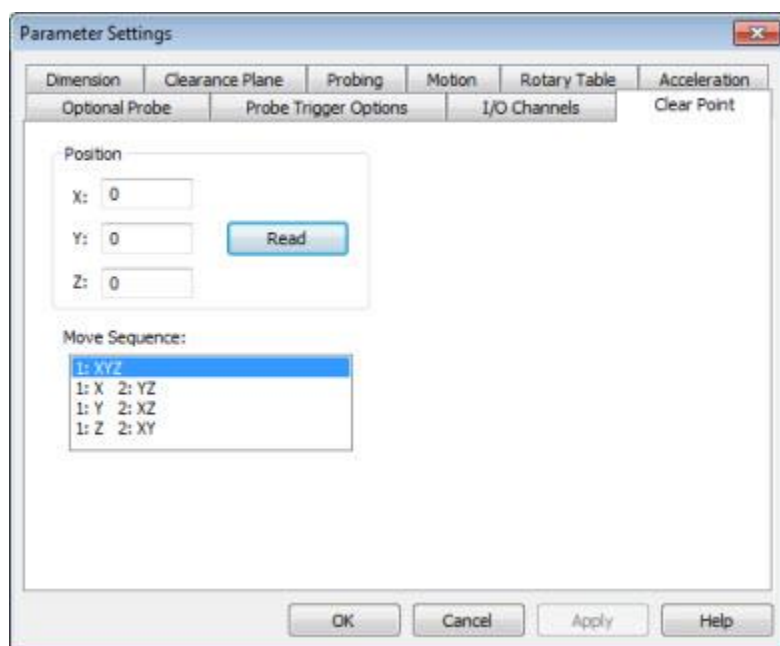 Parameter Settings
Dimension Clearance Plane Probing Motion Rotary Table Acceleration
Optional Probe Probe Trigger Options I/O Channels Clear Point
Position
X: 0
Y: 0 Read
Z: 0
Move Sequence:
1: XYZ
1: X 2: YZ
1: Y 2: XZ
1: Z 2: XY
OK Cancel Apply Help